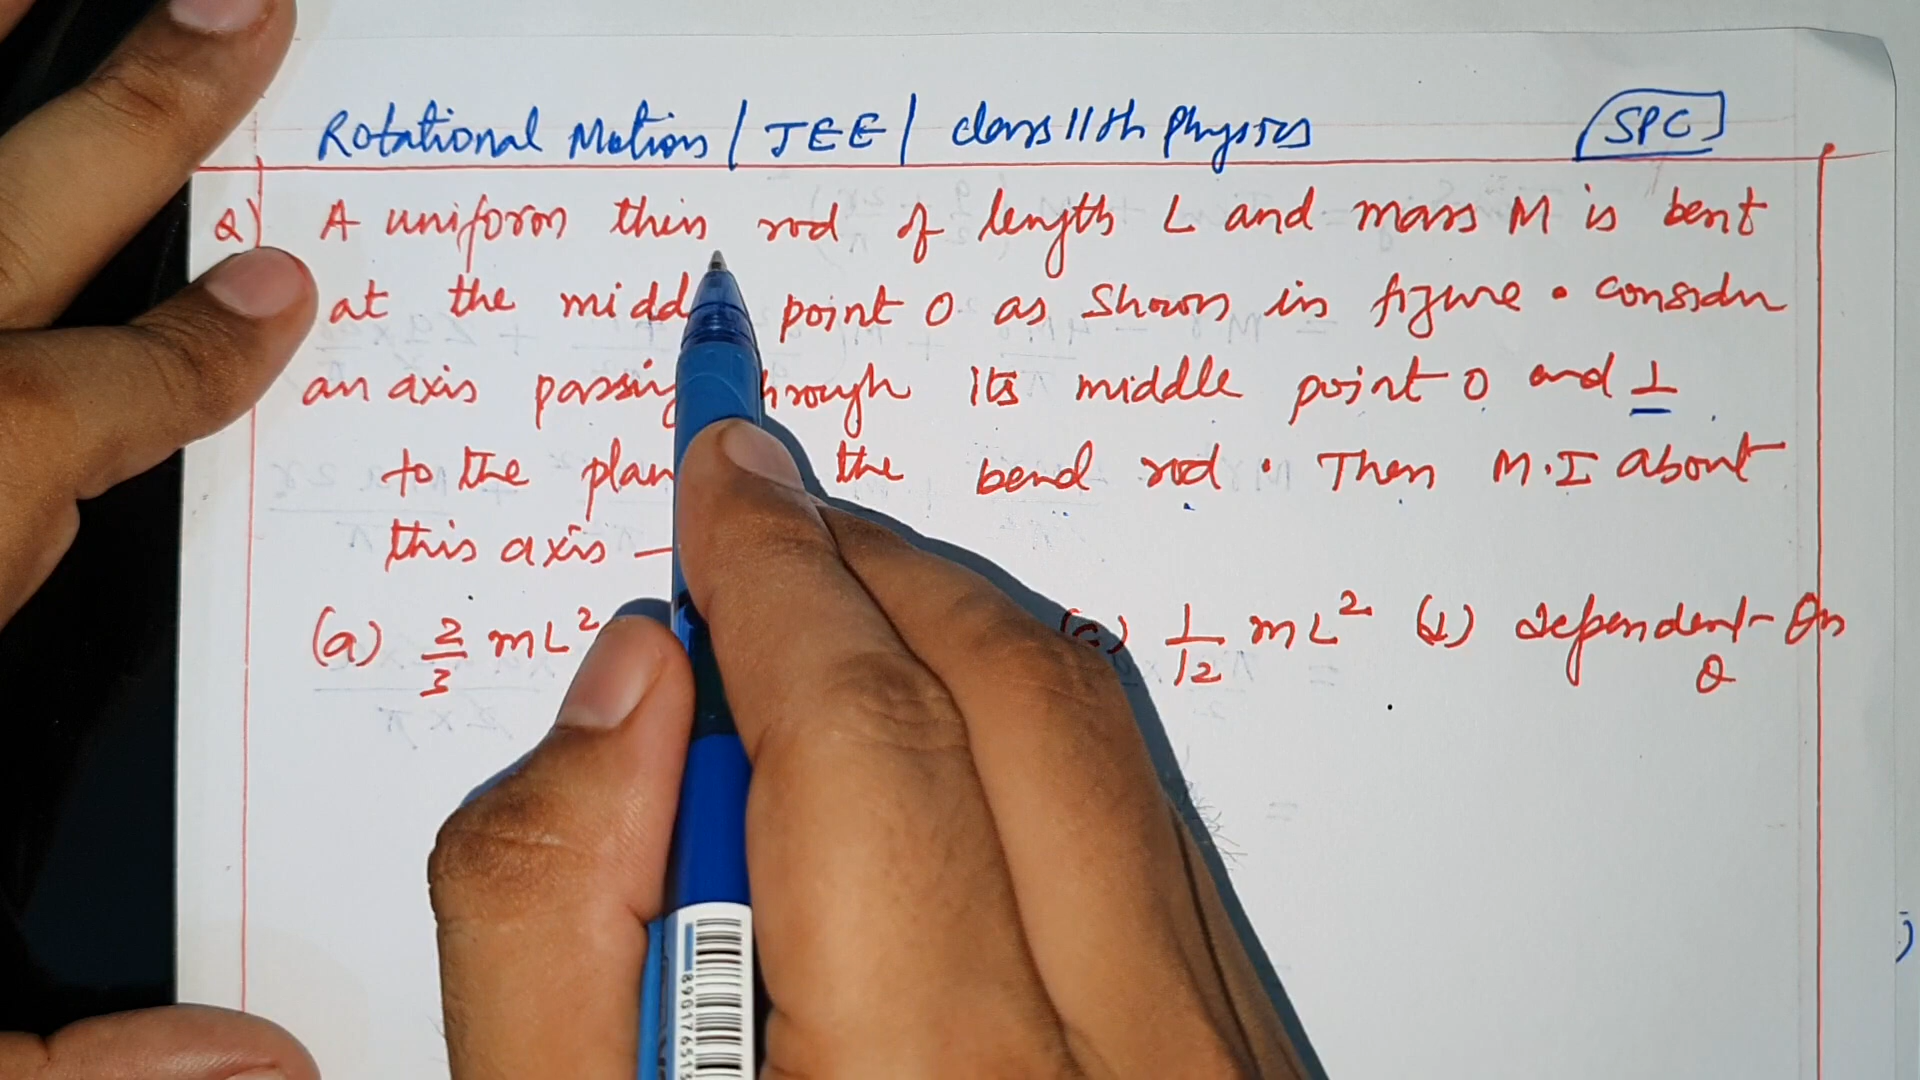 Rotational Motion / JEE / class 11th Physics SPC
Q) A uniform thin rod of length L and mass M is bent
at the midd point O as shown in figure. consider
an axis passing through its middle point O and ⊥
to the plan the bend rod. Then M.I about
this axis —
(a) 2/3 mL² (c) 1/12 mL² (d) dependent on
θ